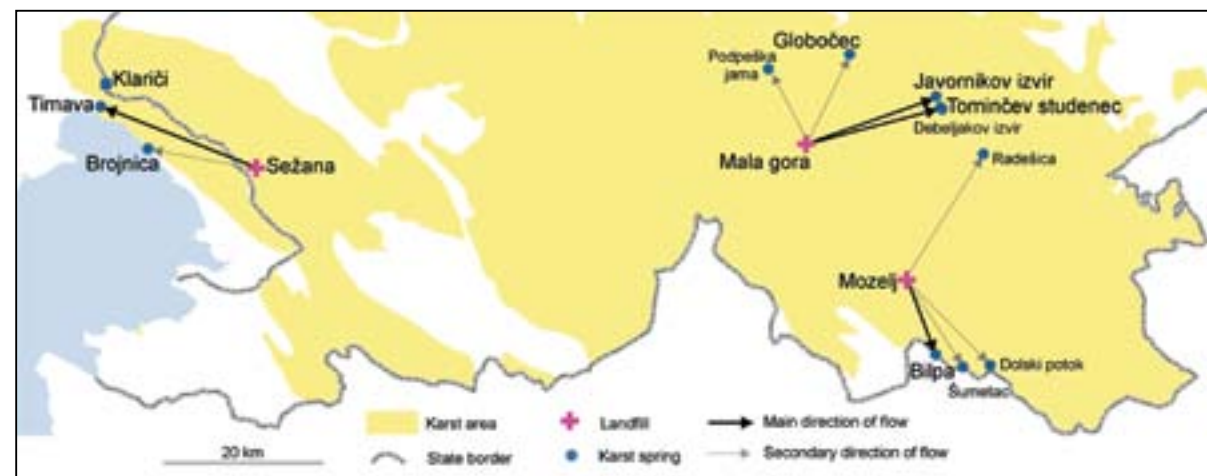 Globočec
Podpeška
jama
Klariči
Javornikov izvir
Timava
Tominčev studenec
Debeljakov izvir
Mala gora
Brojnica
Sežana
Radešica
Mozelj
Bilpa
Dolski potok
Šumetac
Karst area
Landfill
Main direction of flow
20 km
State border
Karst spring
Secondary direction of flow